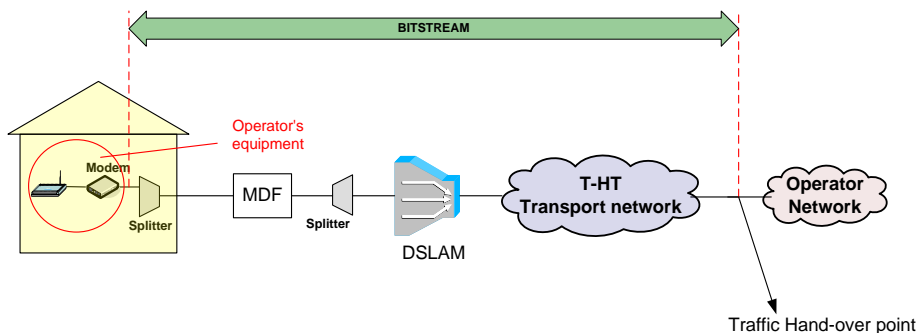 BITSTREAM
Operator's
equipment
Modem
Splitter
MDF
Splitter
DSLAM
T-HT
Transport network
Operator
Network
Traffic Hand-over point